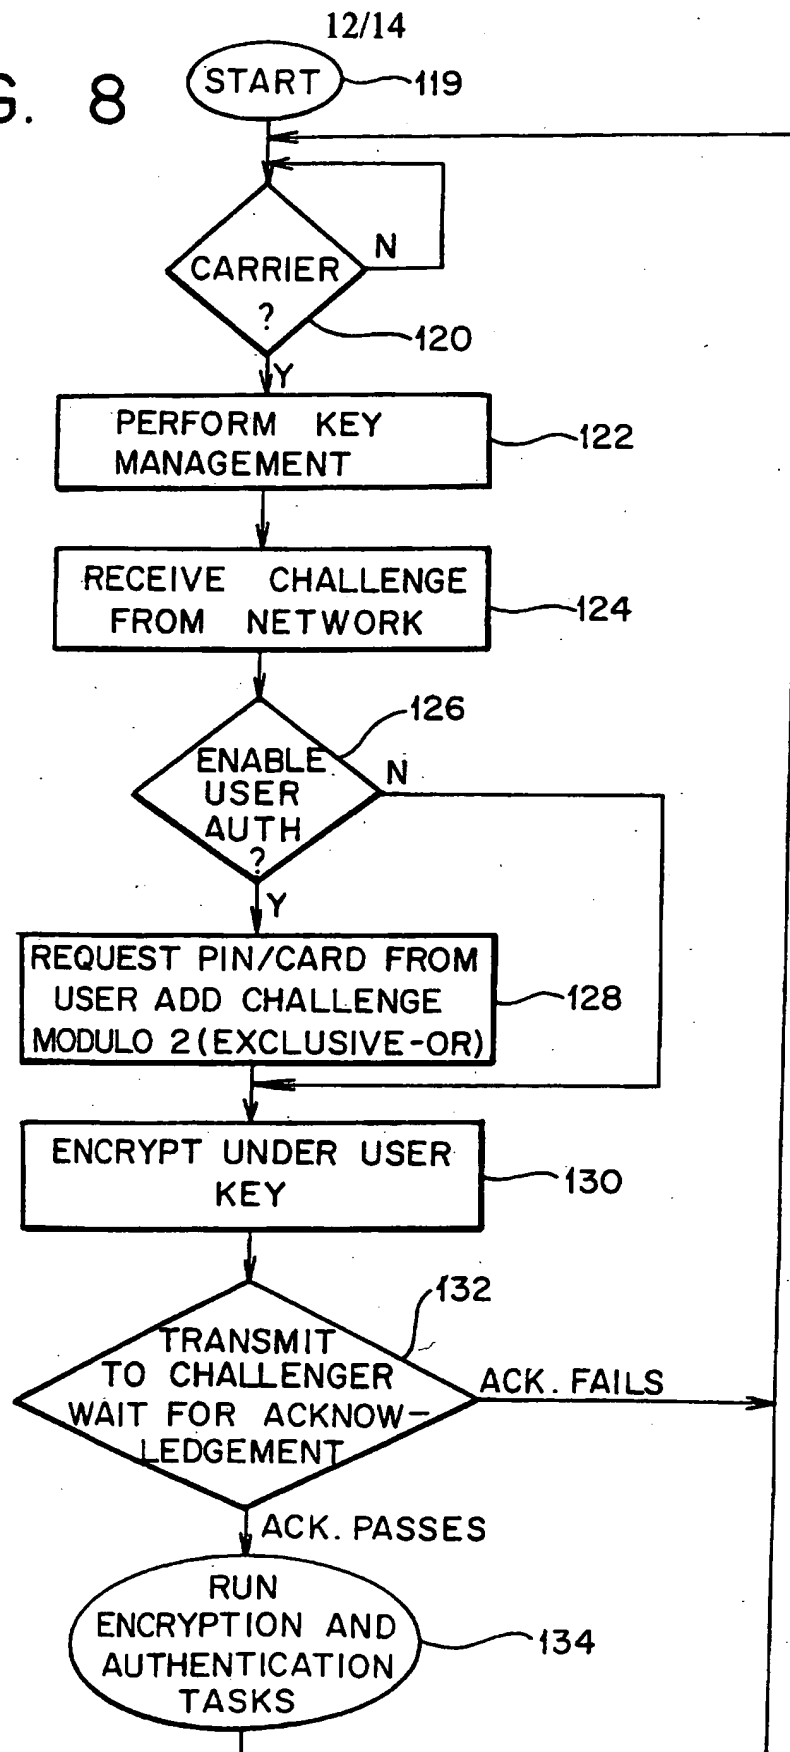 12/14
G. 8
START
119
CARRIER
?
N
120
Y
PERFORM KEY
MANAGEMENT
122
RECEIVE CHALLENGE
FROM NETWORK
124
126
ENABLE
USER
AUTH
?
N
Y
REQUEST PIN/CARD FROM
USER ADD CHALLENGE
MODULO 2 (EXCLUSIVE-OR)
128
ENCRYPT UNDER USER
KEY
130
132
TRANSMIT
TO CHALLENGER
WAIT FOR ACKNOW-
LEDGEMENT
ACK. FAILS
ACK. PASSES
RUN
ENCRYPTION AND
AUTHENTICATION
TASKS
134